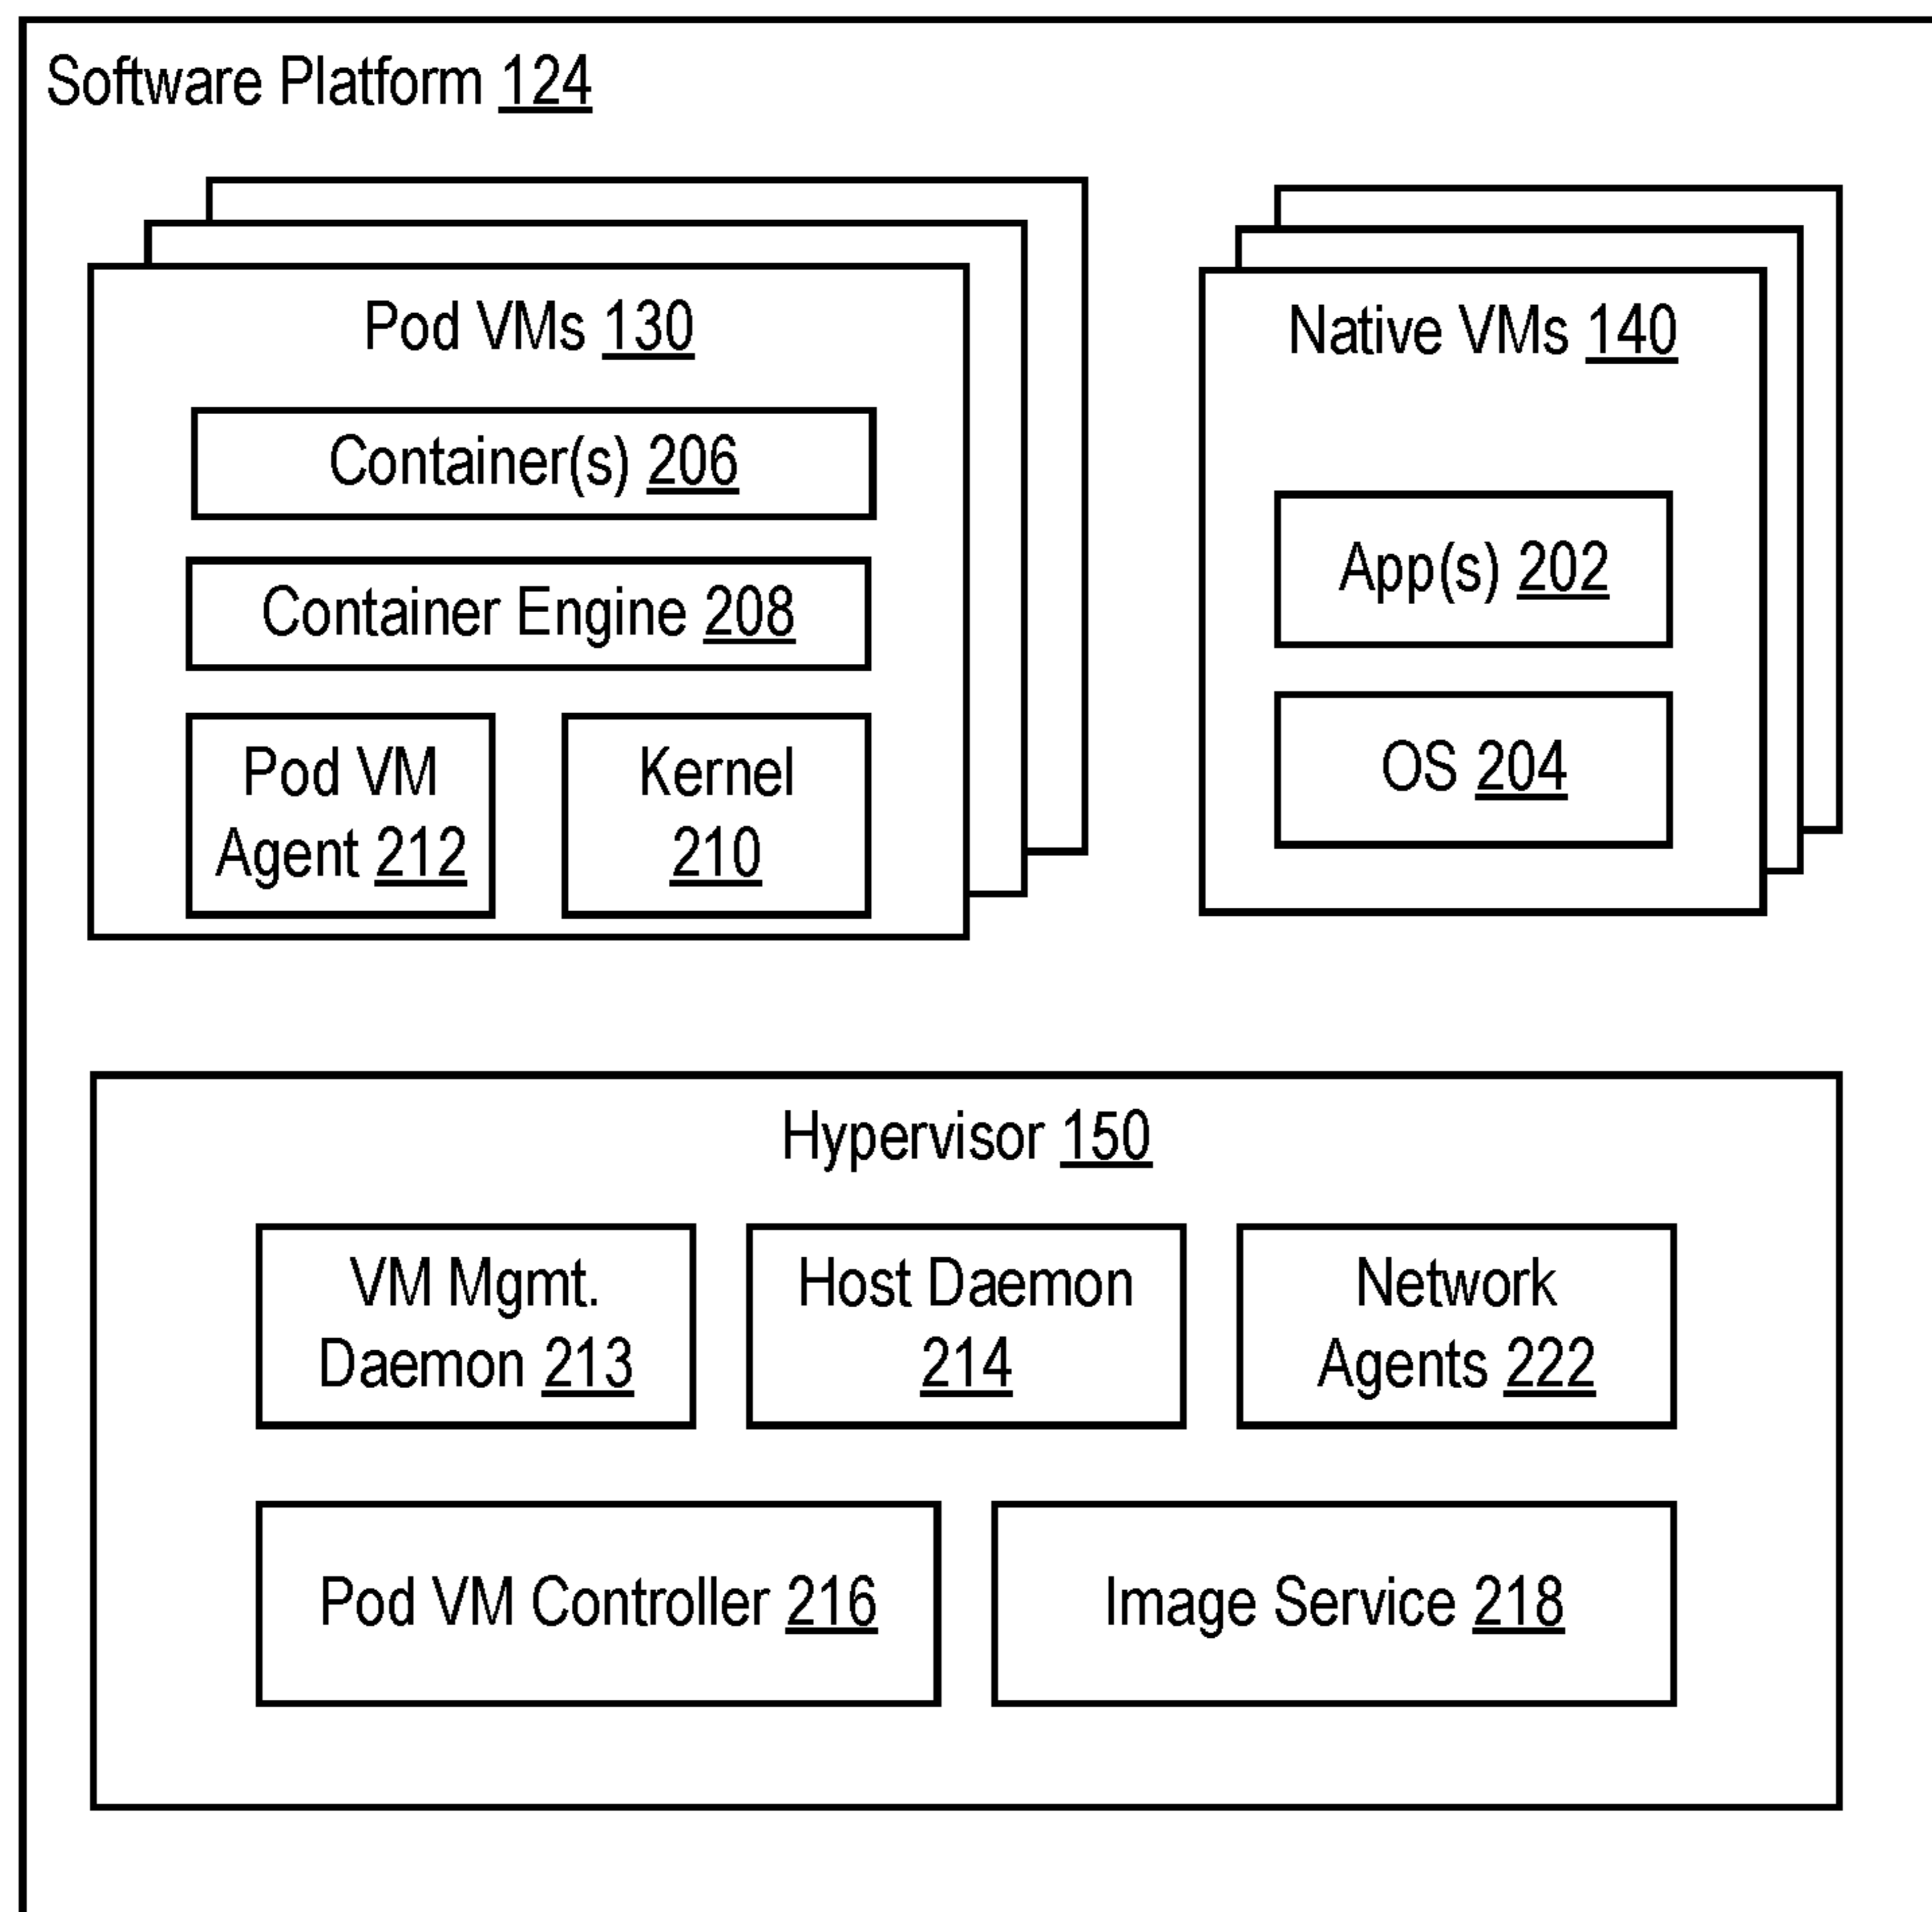 Software Platform 124
Pod VMs 130
Container(s) 206
Container Engine 208
Pod VM
Agent 212
Kernel
210
Native VMs 140
App(s) 202
OS 204
Hypervisor 150
VM Mgmt.
Daemon 213
Host Daemon
214
Network
Agents 222
Pod VM Controller 216
Image Service 218